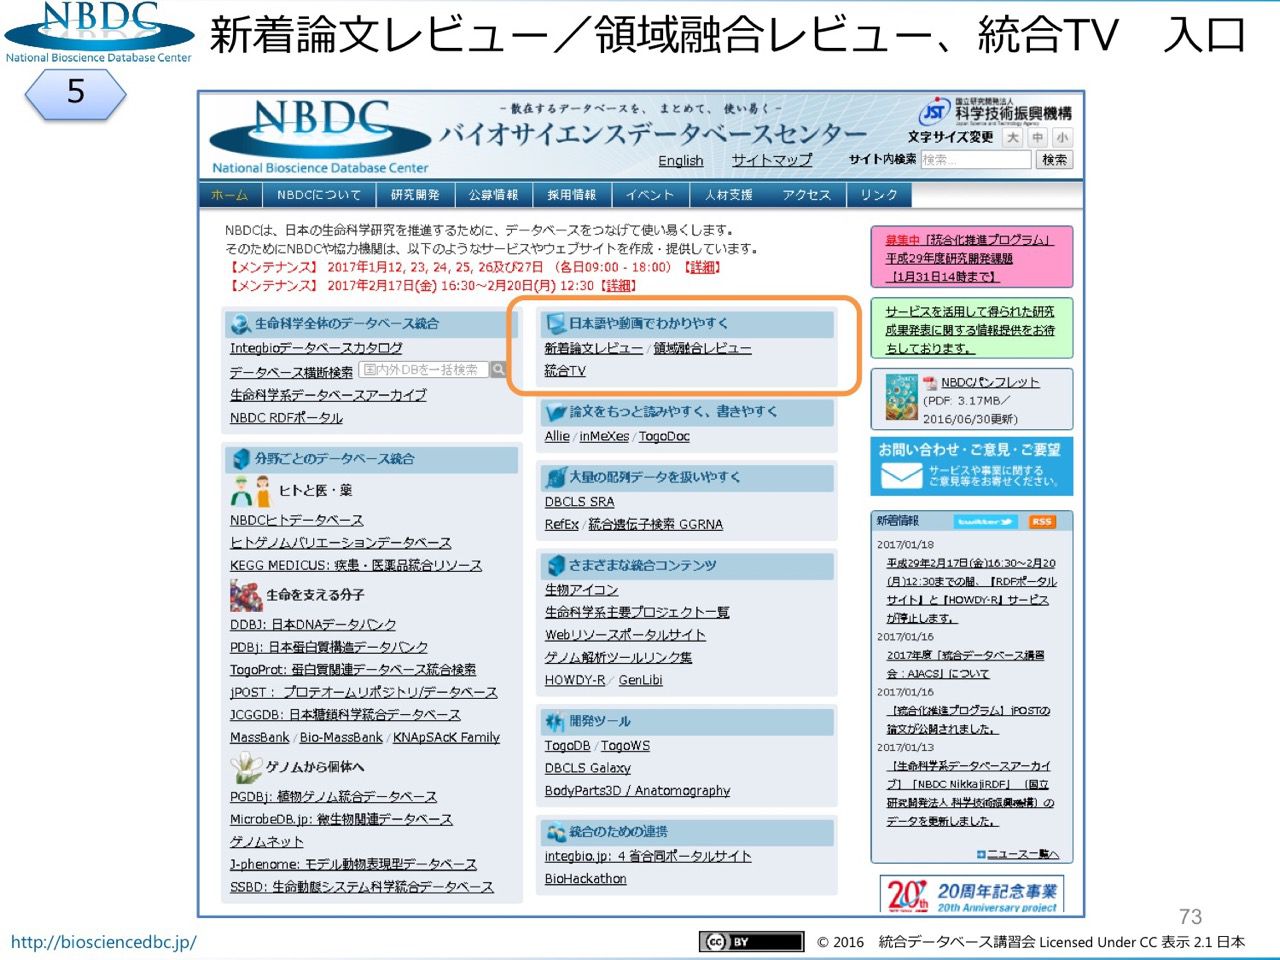 NBDC
National Bioscience Database Center
新着論文レビュー／領域融合レビュー、統合TV　入口
5
NBDC
National Bioscience Database Center
－散在するデータベースを、まとめて、使い易く－
バイオサイエンスデータベースセンター
JST 国立研究開発法人
科学技術振興機構
Japan Science and Technology Agency
文字サイズ変更 大 中 小
English サイトマップ サイト内検索 検索... 検索
ホーム NBDCについて 研究開発 公募情報 採用情報 イベント 人材支援 アクセス リンク
NBDCは、日本の生命科学研究を推進するために、データベースをつなげて使い易くします。
そのためにNBDCや協力機関は、以下のようなサービスやウェブサイトを作成・提供しています。
【メンテナンス】 2017年1月12, 23, 24, 25, 26及び27日 （各日09:00 - 18:00）【詳細】
【メンテナンス】 2017年2月17日(金) 16:30～2月20日(月) 12:30【詳細】
生命科学全体のデータベース統合
Integbioデータベースカタログ
データベース横断検索 国内外DBを一括検索
生命科学系データベースアーカイブ
NBDC RDFポータル
分野ごとのデータベース統合
ヒトと医・薬
NBDCヒトデータベース
ヒトゲノムバリエーションデータベース
KEGG MEDICUS: 疾患・医薬品統合リソース
生命を支える分子
DDBJ: 日本DNAデータバンク
PDBj: 日本蛋白質構造データバンク
TogoProt: 蛋白質関連データベース統合検索
jPOST： プロテオームリポジトリ/データベース
JCGGDB: 日本糖鎖科学統合データベース
MassBank / Bio-MassBank / KNApSAcK Family
ゲノムから個体へ
PGDBj: 植物ゲノム統合データベース
MicrobeDB.jp: 微生物関連データベース
ゲノムネット
J-phenome: モデル動物表現型データベース
SSBD: 生命動態システム科学統合データベース
日本語や動画でわかりやすく
新着論文レビュー / 領域融合レビュー
統合TV
論文をもっと読みやすく、書きやすく
Allie / inMeXes / TogoDoc
大量の配列データを扱いやすく
DBCLS SRA
RefEx / 統合遺伝子検索 GGRNA
さまざまな統合コンテンツ
生物アイコン
生命科学系主要プロジェクト一覧
Webリソースポータルサイト
ゲノム解析ツールリンク集
HOWDY-R / GenLibi
開発ツール
TogoDB / TogoWS
DBCLS Galaxy
BodyParts3D / Anatomography
統合のための連携
integbio.jp: 4 省合同ポータルサイト
BioHackathon
募集中「統合化推進プログラム」
平成29年度研究開発課題
【1月31日14時まで】
サービスを活用して得られた研究
成果発表に関する情報提供をお待
ちしております。
NBDCパンフレット
(PDF: 3.17MB／
2016/06/30更新)
お問い合わせ・ご意見・ご要望
サービスや事業に関する
ご意見等をお寄せください。
新着情報 twitter RSS
2017/01/18
平成29年2月17日(金)16:30～2月20
(月)12:30までの間、『RDFポータル
サイト』と『HOWDY-R』サービス
が停止します。
2017/01/16
2017年度「統合データベース講習
会：AJACS」について
2017/01/16
【統合化推進プログラム】jPOSTの
論文が公開されました。
2017/01/13
【生命科学系データベースアーカイ
ブ】「NBDC NikkajiRDF」（国立
研究開発法人 科学技術振興機構）の
データを更新しました。
ニュース一覧へ
20th 20周年記念事業
20th Anniversary project
73
http://biosciencedbc.jp/
cc BY
© 2016　統合データベース講習会 Licensed Under CC 表示 2.1 日本